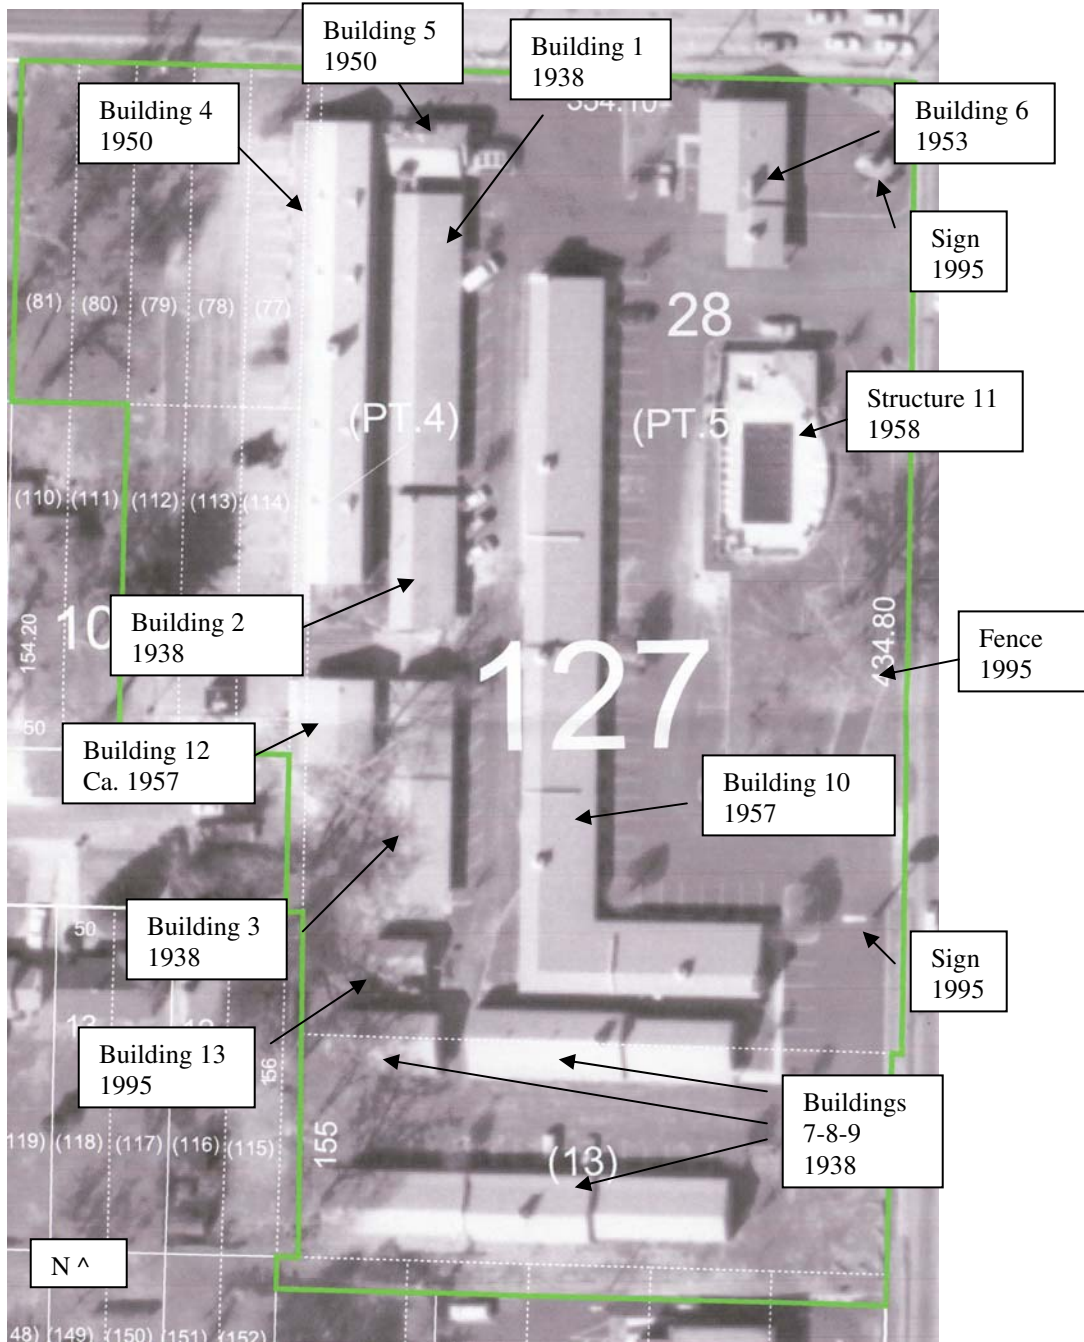 Building 5
1950
Building 1
1938
Building 4
1950
Building 6
1953
Sign
1995
(81) (80) (79) (78) (77)
28
(PT.4)
(PT.5)
Structure 11
1958
(110) (111) (112) (113) (114)
154.20
10
Building 2
1938
434.80
Fence
1995
127
50
Building 12
Ca. 1957
Building 10
1957
50
Building 3
1938
Sign
1995
Building 13
1995
156
Buildings
7-8-9
1938
119) (118) (117) (116) (115)
155
(13)
N ^
48) (149) (150) (151) (152)